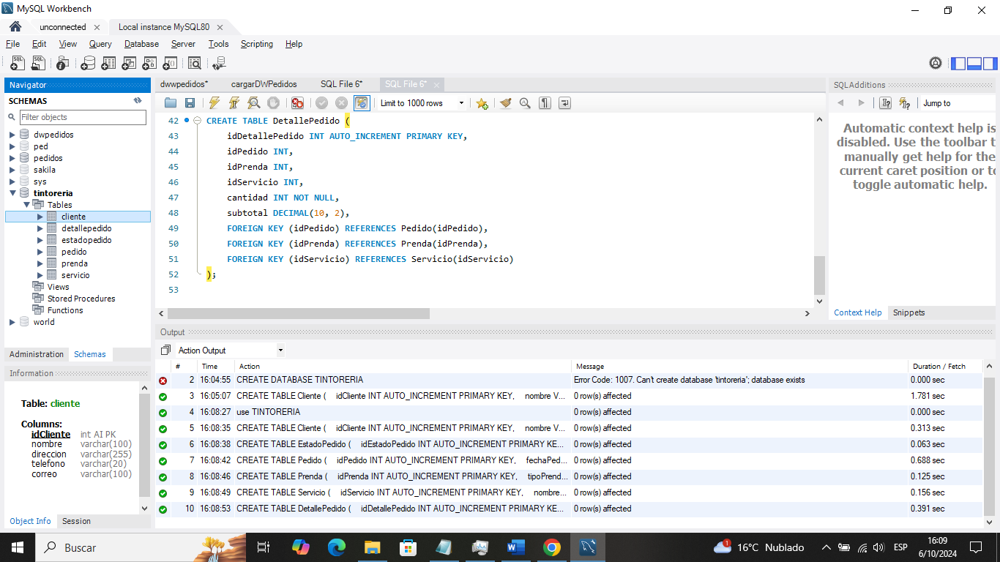 MySQL Workbench
unconnected
Local instance MySQL80
File Edit View Query Database Server Tools Scripting Help
Navigator
SCHEMAS
Filter objects
dwpedidos
ped
pedidos
sakila
sys
tintoreria
Tables
cliente
detallepedido
estadopedido
pedido
prenda
servicio
Views
Stored Procedures
Functions
world
Administration Schemas
Information
Table: cliente
Columns:
idCliente int AI PK
nombre varchar(100)
direccion varchar(255)
telefono varchar(20)
correo varchar(100)
Object Info Session
dwwpedidos* cargarDWPedidos SQL File 6* SQL File 6*
Limit to 1000 rows
42 CREATE TABLE DetallePedido (
43 idDetallePedido INT AUTO_INCREMENT PRIMARY KEY,
44 idPedido INT,
45 idPrenda INT,
46 idServicio INT,
47 cantidad INT NOT NULL,
48 subtotal DECIMAL(10, 2),
49 FOREIGN KEY (idPedido) REFERENCES Pedido(idPedido),
50 FOREIGN KEY (idPrenda) REFERENCES Prenda(idPrenda),
51 FOREIGN KEY (idServicio) REFERENCES Servicio(idServicio)
52 );
53
SQLAdditions
Jump to
Automatic context help is
disabled. Use the toolbar t
manually get help for the
current caret position or to
toggle automatic help.
Context Help Snippets
Output
Action Output
# Time Action Message Duration / Fetch
2 16:04:55 CREATE DATABASE TINTORERIA Error Code: 1007. Can't create database 'tintoreria'; database exists 0.000 sec
3 16:05:07 CREATE TABLE Cliente ( idCliente INT AUTO_INCREMENT PRIMARY KEY, nombre V... 0 row(s) affected 1.781 sec
4 16:08:27 use TINTORERIA 0 row(s) affected 0.000 sec
5 16:08:35 CREATE TABLE Cliente ( idCliente INT AUTO_INCREMENT PRIMARY KEY, nombre V... 0 row(s) affected 0.313 sec
6 16:08:38 CREATE TABLE EstadoPedido ( idEstadoPedido INT AUTO_INCREMENT PRIMARY KE... 0 row(s) affected 0.063 sec
7 16:08:42 CREATE TABLE Pedido ( idPedido INT AUTO_INCREMENT PRIMARY KEY, fechaPed... 0 row(s) affected 0.688 sec
8 16:08:46 CREATE TABLE Prenda ( idPrenda INT AUTO_INCREMENT PRIMARY KEY, tipoPrend... 0 row(s) affected 0.125 sec
9 16:08:49 CREATE TABLE Servicio ( idServicio INT AUTO_INCREMENT PRIMARY KEY, nombre... 0 row(s) affected 0.156 sec
10 16:08:53 CREATE TABLE DetallePedido ( idDetallePedido INT AUTO_INCREMENT PRIMARY KE... 0 row(s) affected 0.391 sec
Buscar
1
16°C Nublado
ESP
16:09
6/10/2024